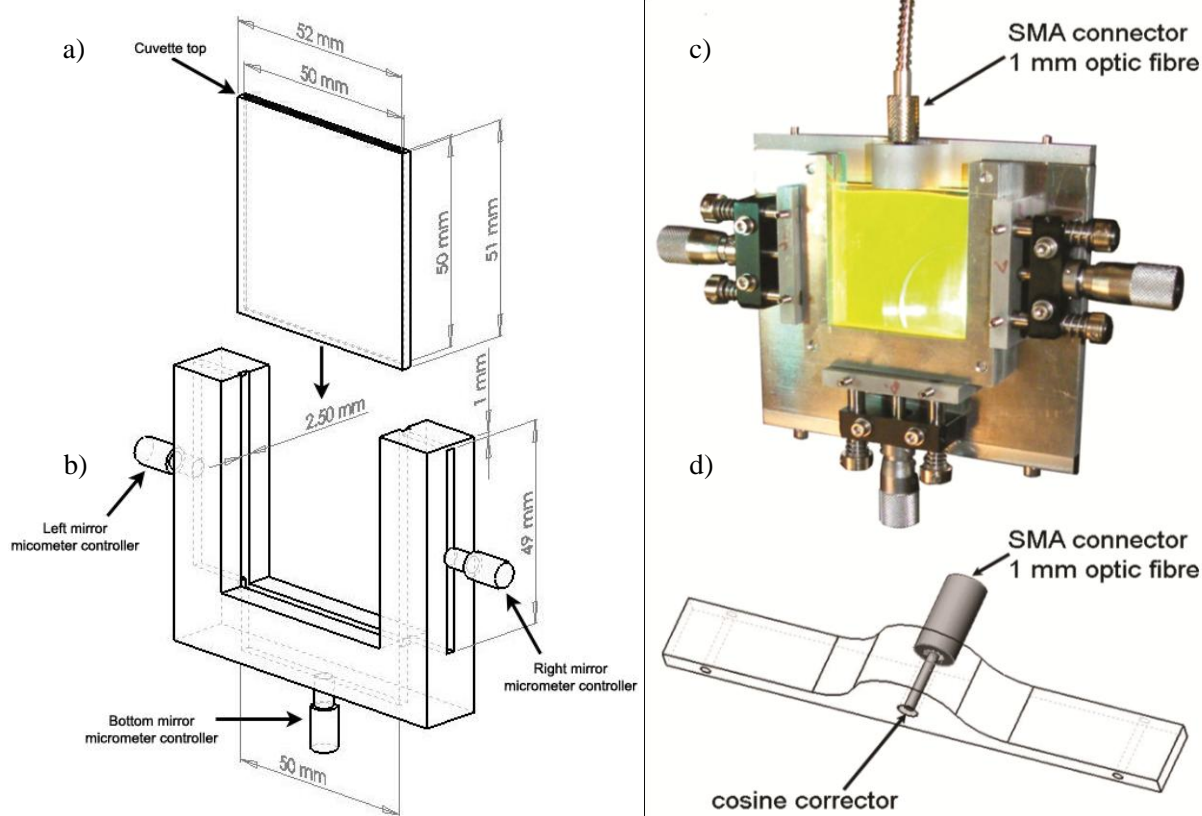 a)
Cuvette top
52 mm
50 mm
50 mm
51 mm
b)
2.50 mm
1 mm
49 mm
Left mirror
micometer controller
Right mirror
micrometer controller
Bottom mirror
micrometer controller
50 mm
c)
SMA connector
1 mm optic fibre
d)
SMA connector
1 mm optic fibre
cosine corrector